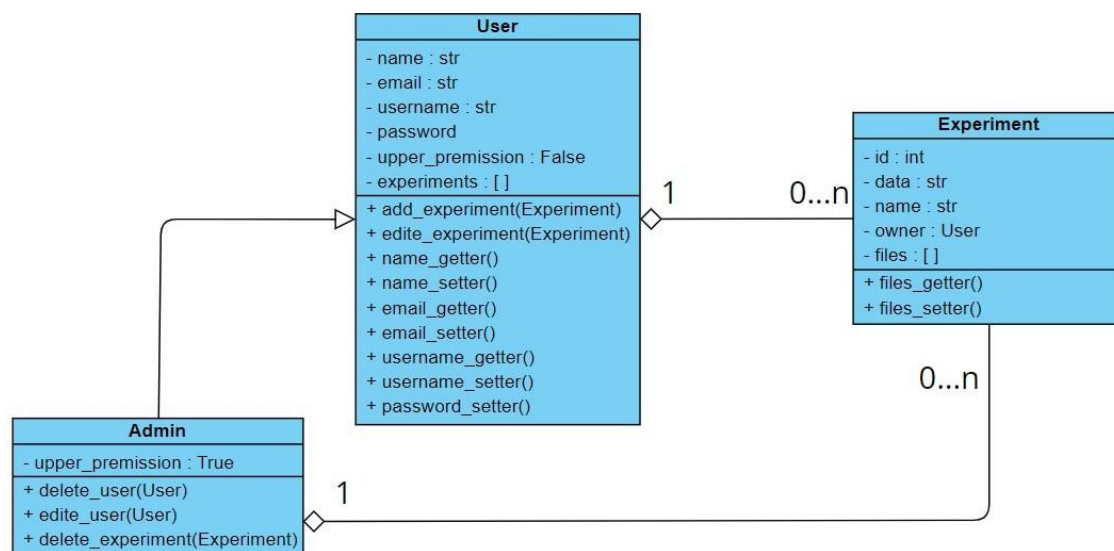 User
- name : str
- email : str
- username : str
- password
- upper_premission : False
- experiments : [ ]
+ add_experiment(Experiment)
+ edite_experiment(Experiment)
+ name_getter()
+ name_setter()
+ email_getter()
+ email_setter()
+ username_getter()
+ username_setter()
+ password_setter()
1
0...n
Experiment
- id : int
- data : str
- name : str
- owner : User
- files : [ ]
+ files_getter()
+ files_setter()
0...n
Admin
- upper_premission : True
+ delete_user(User)
+ edite_user(User)
+ delete_experiment(Experiment)
1